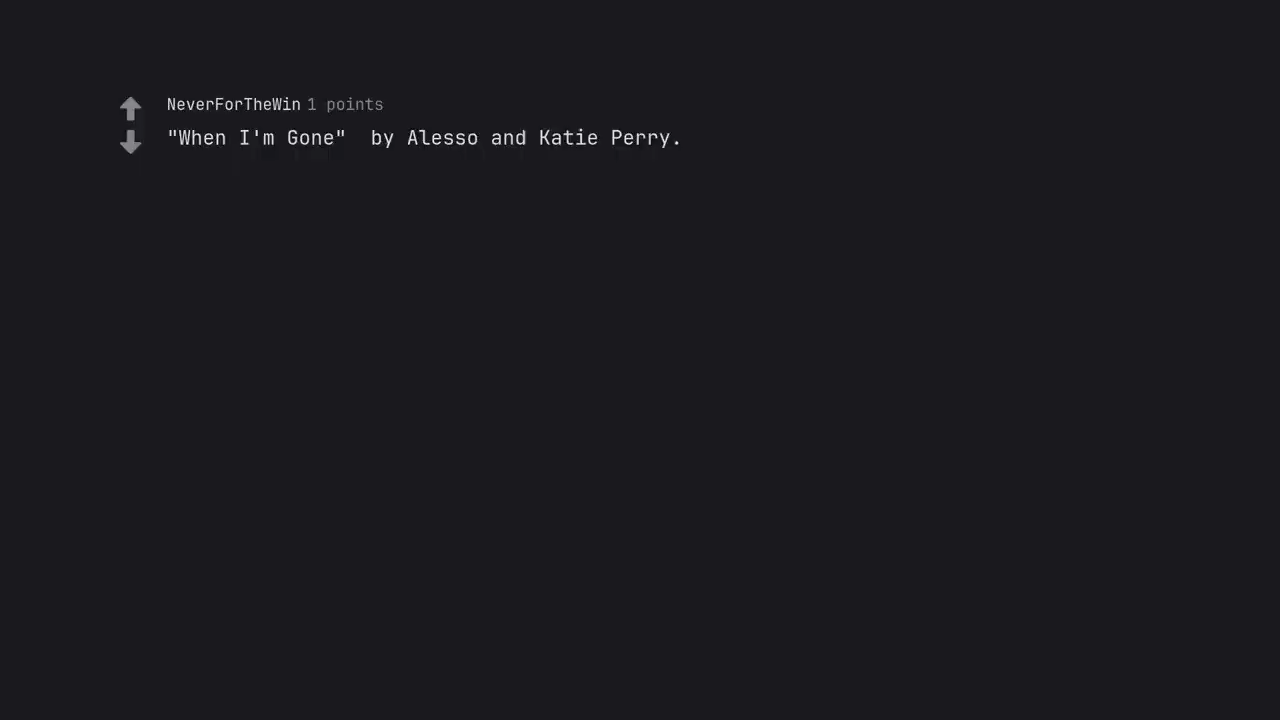 NeverForTheWin 1 points
"When I'm Gone"  by Alesso and Katie Perry.